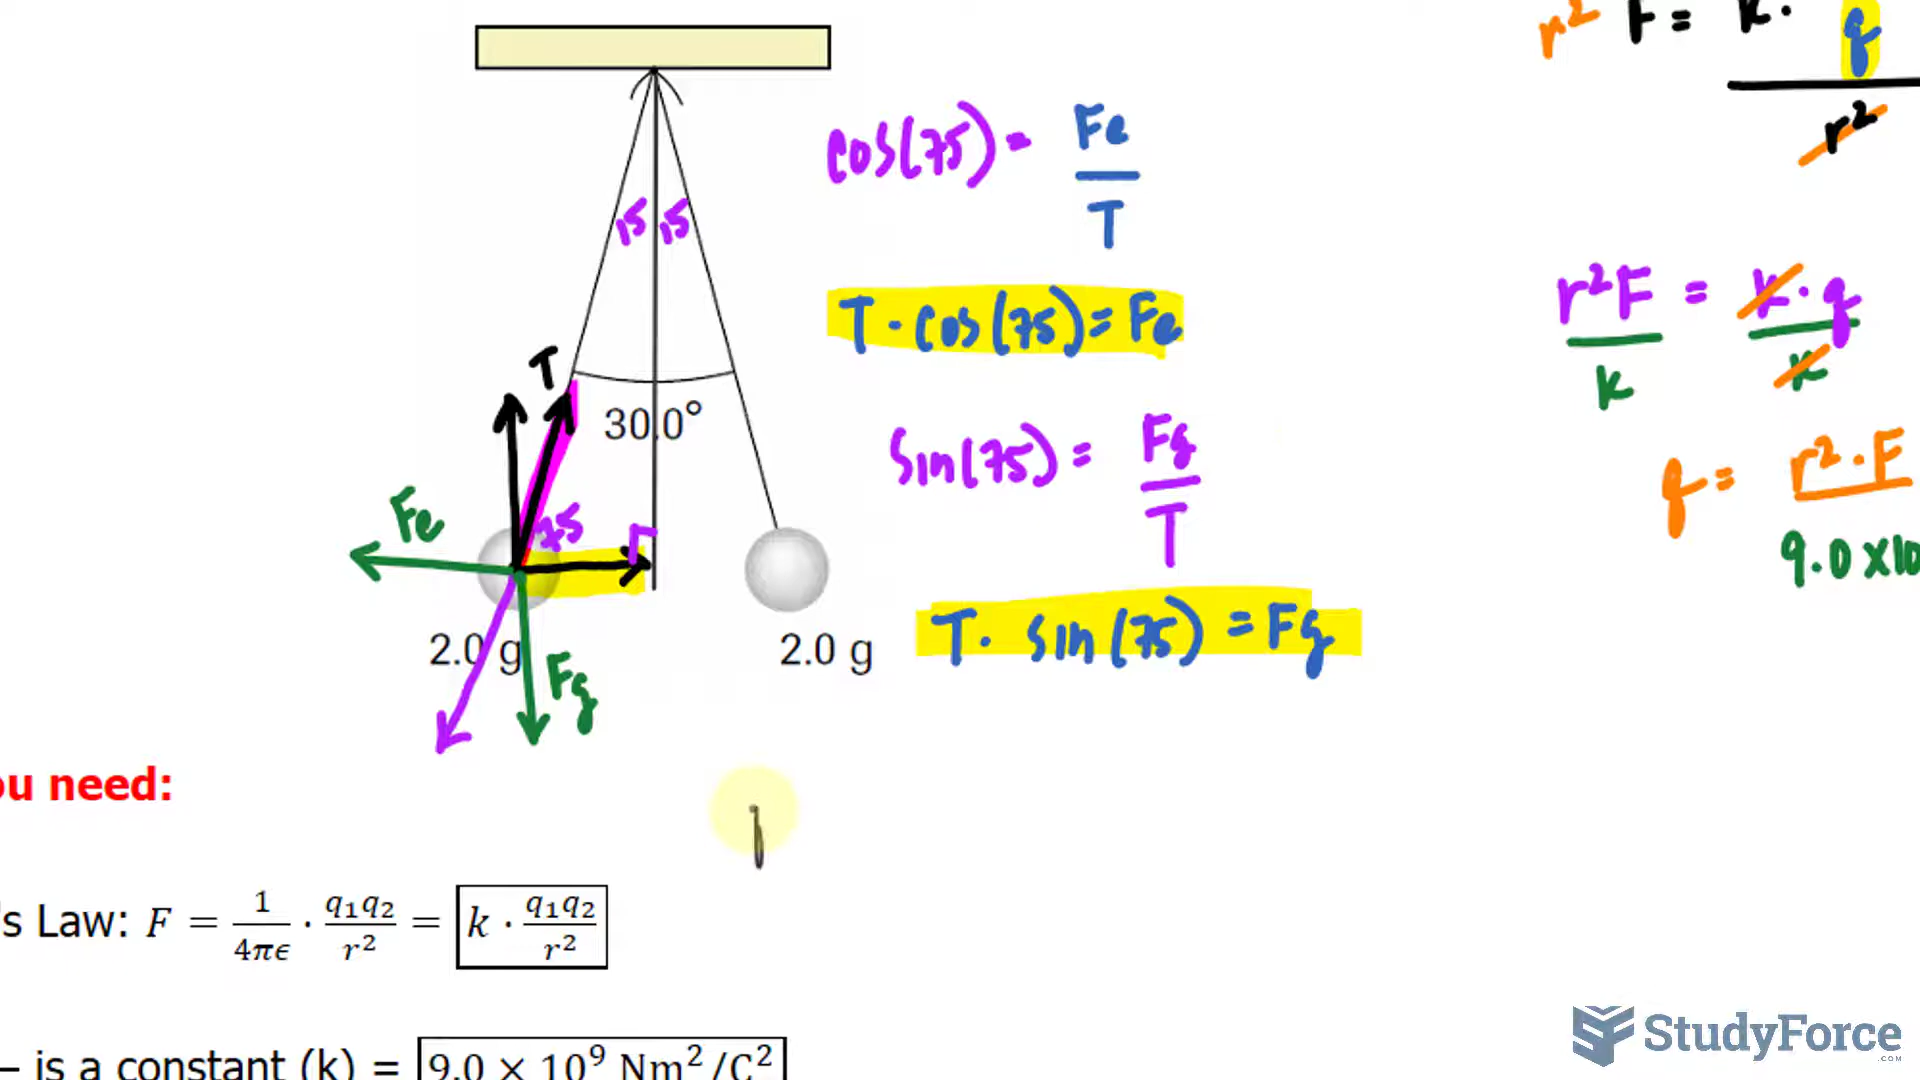 r² F = k · q
r²
cos(75) = Fe
T
15 15
T · cos(75) = Fe
r²F = k · q
k k
T
30.0°
sin(75) = Fg
T
q = r² · F
9.0 x10
Fe
75
T · sin(75) = Fg
2.0 g
2.0 g
Fg
ou need:
's Law: F = 1/4πϵ · q₁q₂/r² = k · q₁q₂/r²
– is a constant (k) = 9.0 × 10⁹ Nm²/C²
StudyForce
.COM